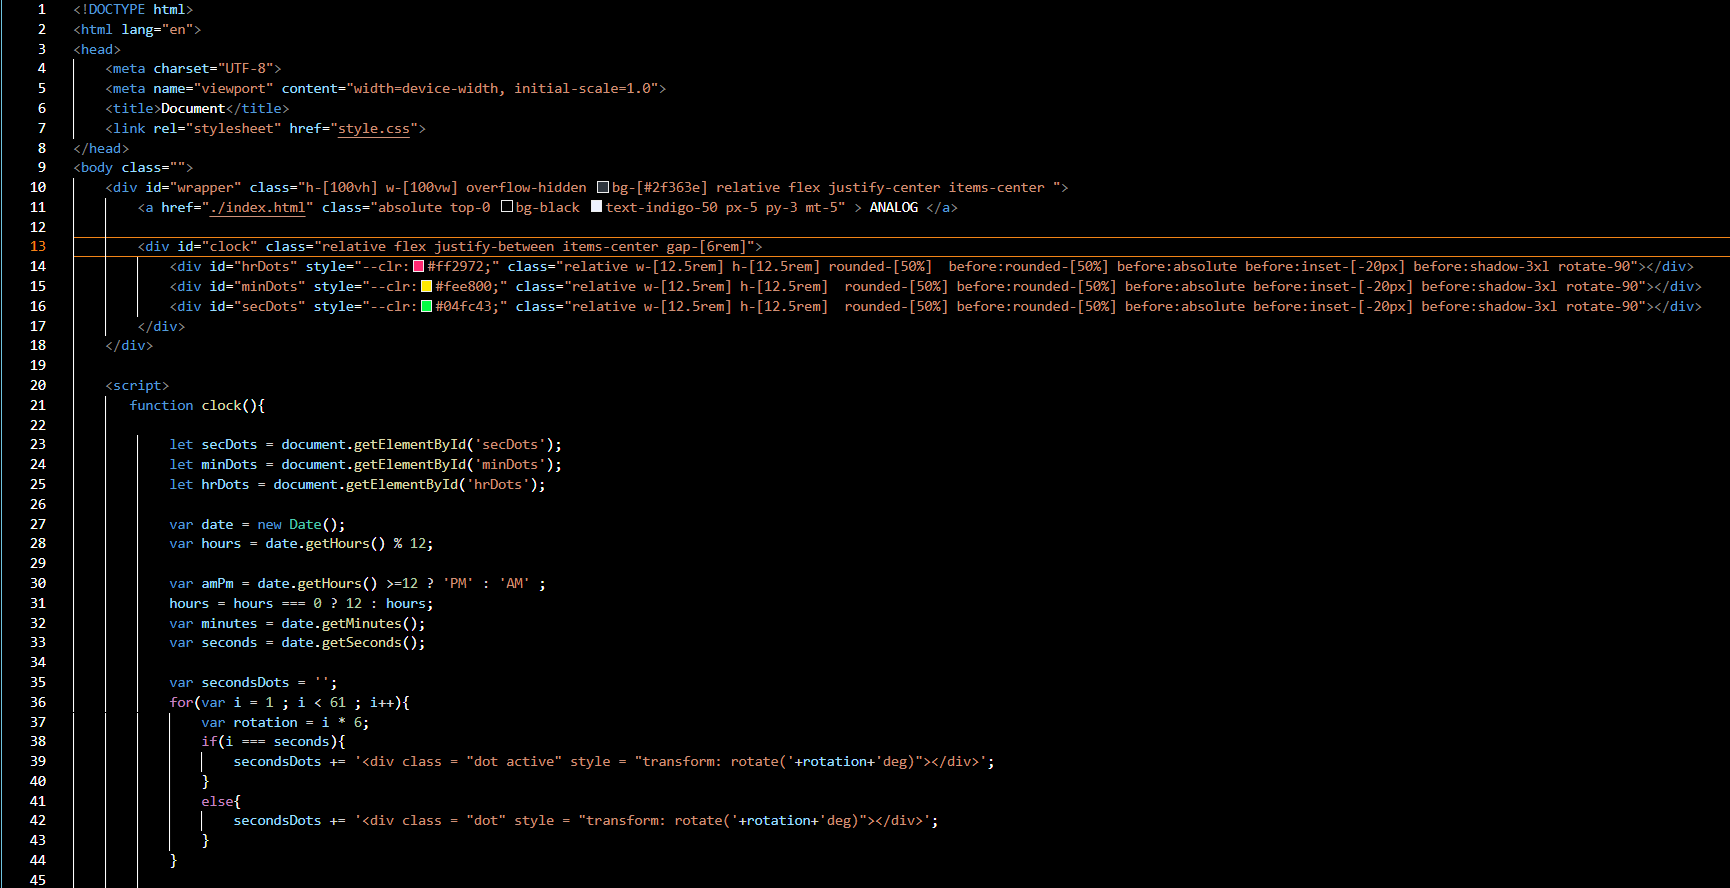 1 <!DOCTYPE html>
2 <html lang="en">
3 <head>
4 <meta charset="UTF-8">
5 <meta name="viewport" content="width=device-width, initial-scale=1.0">
6 <title>Document</title>
7 <link rel="stylesheet" href="style.css">
8 </head>
9 <body class="">
10 <div id="wrapper" class="h-[100vh] w-[100vw] overflow-hidden bg-[#2f363e] relative flex justify-center items-center ">
11 <a href="./index.html" class="absolute top-0 bg-black text-indigo-50 px-5 py-3 mt-5" > ANALOG </a>
12
13 <div id="clock" class="relative flex justify-between items-center gap-[6rem]">
14 <div id="hrDots" style="--clr:#ff2972;" class="relative w-[12.5rem] h-[12.5rem] rounded-[50%]  before:rounded-[50%] before:absolute before:inset-[-20px] before:shadow-3xl rotate-90"></div>
15 <div id="minDots" style="--clr:#fee800;" class="relative w-[12.5rem] h-[12.5rem]  rounded-[50%] before:rounded-[50%] before:absolute before:inset-[-20px] before:shadow-3xl rotate-90"></div>
16 <div id="secDots" style="--clr:#04fc43;" class="relative w-[12.5rem] h-[12.5rem]  rounded-[50%] before:rounded-[50%] before:absolute before:inset-[-20px] before:shadow-3xl rotate-90"></div>
17 </div>
18 </div>
19
20 <script>
21 function clock(){
22
23 let secDots = document.getElementById('secDots');
24 let minDots = document.getElementById('minDots');
25 let hrDots = document.getElementById('hrDots');
26
27 var date = new Date();
28 var hours = date.getHours() % 12;
29
30 var amPm = date.getHours() >=12 ? 'PM' : 'AM' ;
31 hours = hours === 0 ? 12 : hours;
32 var minutes = date.getMinutes();
33 var seconds = date.getSeconds();
34
35 var secondsDots = '';
36 for(var i = 1 ; i < 61 ; i++){
37 var rotation = i * 6;
38 if(i === seconds){
39 secondsDots += '<div class = "dot active" style = "transform: rotate('+rotation+'deg)"></div>';
40 }
41 else{
42 secondsDots += '<div class = "dot" style = "transform: rotate('+rotation+'deg)"></div>';
43 }
44 }
45